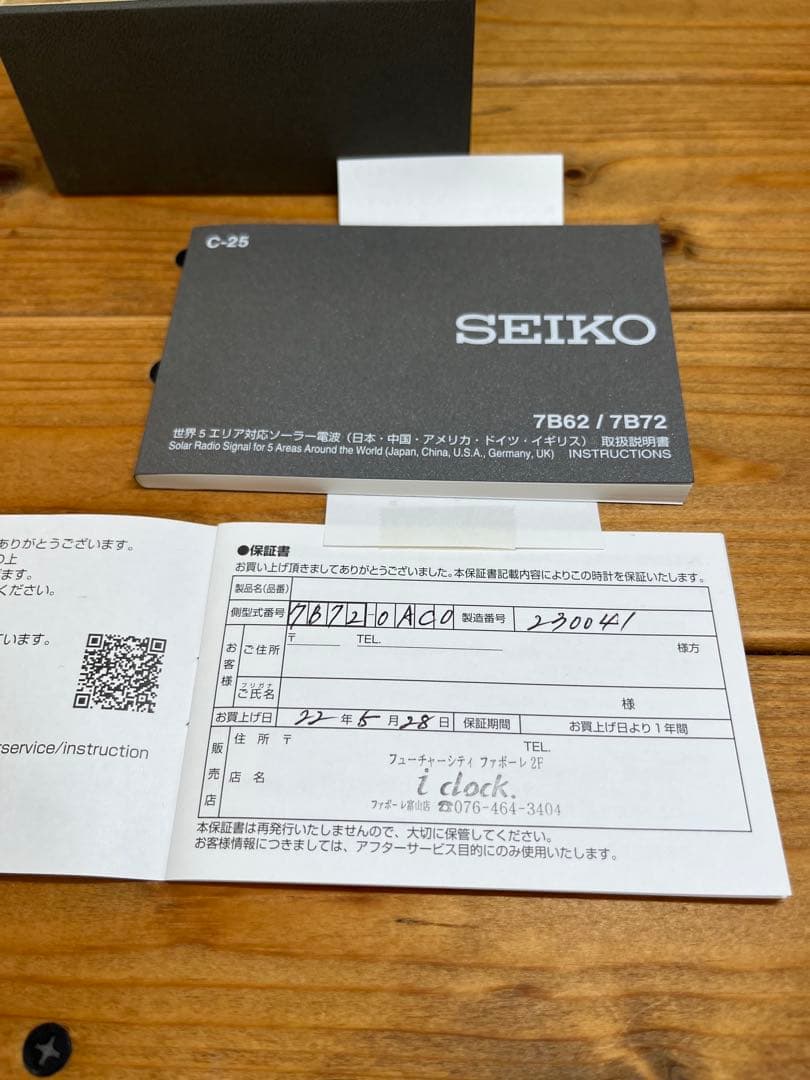 C-25
SEIKO
7B62 / 7B72
世界5エリア対応ソーラー電波（日本・中国・アメリカ・ドイツ・イギリス） 取扱説明書
Solar Radio Signal for 5 Areas Around the World (Japan, China, U.S.A., Germany, UK) INSTRUCTIONS
ありがとうございます。
の上
ます。
ください。
ています。
service/instruction
●保証書
お買い上げ頂きましてありがとうございました。本保証書記載内容によりこの時計を保証いたします。
製品名(品番)
側型式番号 7B72-0AC0 製造番号 230041
お客様 ご住所 〒 TEL. 様方
フリガナ
ご氏名 様
お買上げ日 22年5月28日 保証期間 お買上げ日より1年間
販売店 住所 〒 TEL.
フューチャーシティ ファボーレ 2F
店名 i clock.
ファボーレ富山店 ☎076-464-3404
本保証書は再発行いたしませんので、大切に保管してください。
お客様情報につきましては、アフターサービス目的にのみ使用いたします。